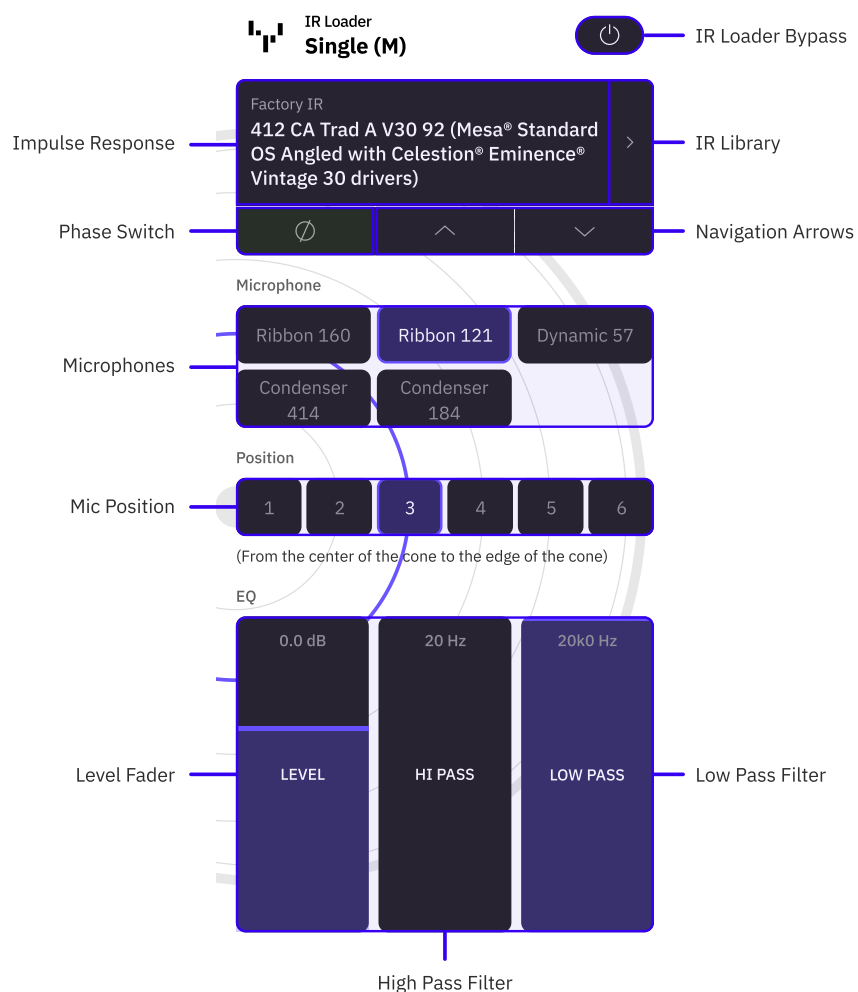 IR Loader
Single (M)
IR Loader Bypass
Factory IR
412 CA Trad A V30 92 (Mesa® Standard
OS Angled with Celestion® Eminence®
Vintage 30 drivers)
Impulse Response
IR Library
Phase Switch
Navigation Arrows
Microphone
Ribbon 160
Ribbon 121
Dynamic 57
Microphones
Condenser
414
Condenser
184
Position
Mic Position
1
2
3
4
5
6
(From the center of the cone to the edge of the cone)
EQ
0.0 dB
20 Hz
20k0 Hz
Level Fader
LEVEL
HI PASS
LOW PASS
Low Pass Filter
High Pass Filter